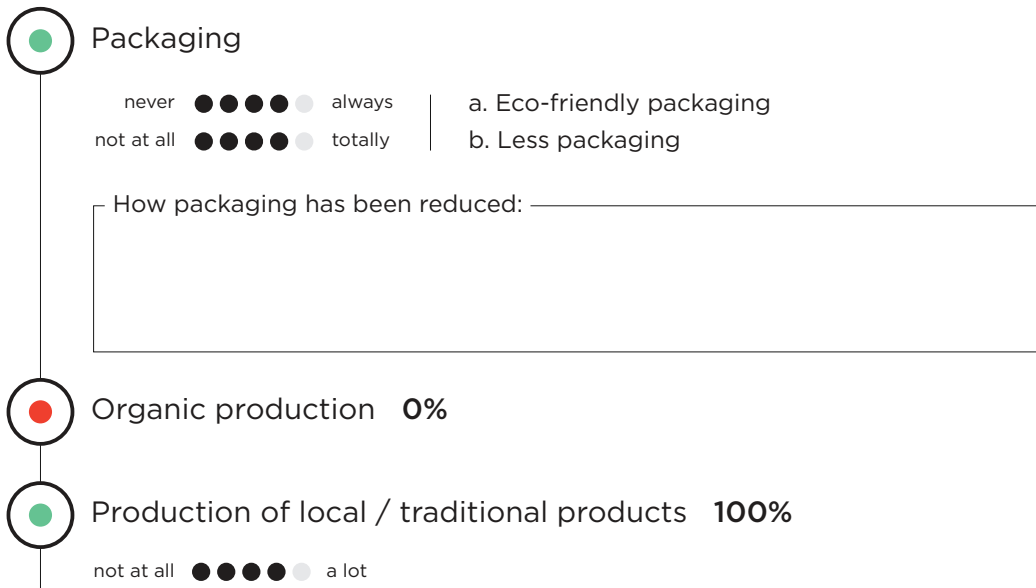 Packaging
never always a. Eco-friendly packaging
not at all totally b. Less packaging
How packaging has been reduced:
Organic production 0%
Production of local / traditional products 100%
not at all a lot